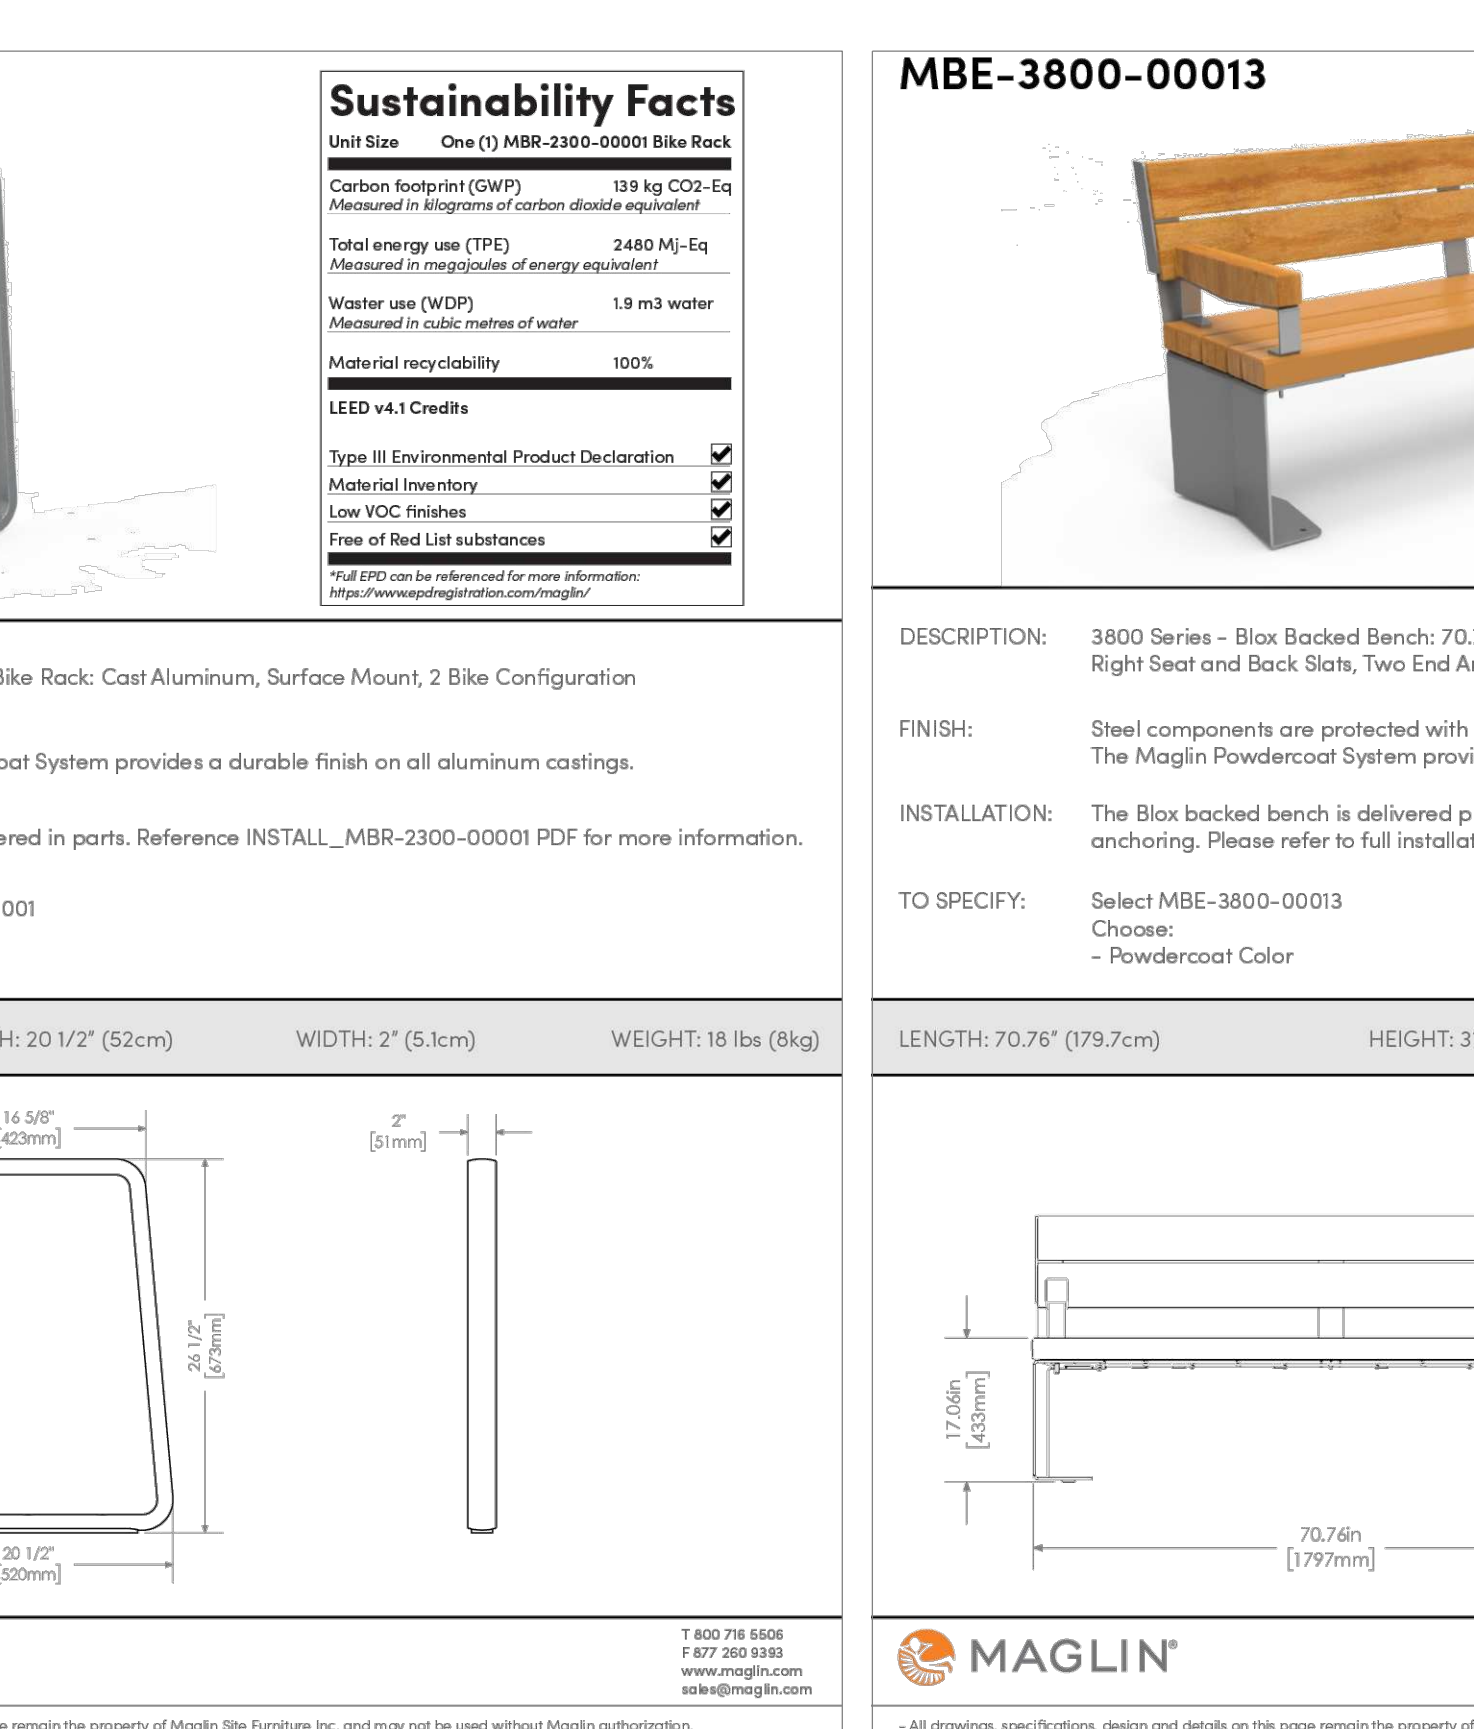 Sustainability Facts
Unit Size One (1) MBR-2300-00001 Bike Rack
Carbon footprint (GWP) 139 kg CO2-Eq
Measured in kilograms of carbon dioxide equivalent
Total energy use (TPE) 2480 Mj-Eq
Measured in megajoules of energy equivalent
Waster use (WDP) 1.9 m3 water
Measured in cubic metres of water
Material recyclability 100%
LEED v4.1 Credits
Type III Environmental Product Declaration
Material Inventory
Low VOC finishes
Free of Red List substances
*Full EPD can be referenced for more information:
https://www.epdregistration.com/maglin/
Bike Rack: Cast Aluminum, Surface Mount, 2 Bike Configuration
oat System provides a durable finish on all aluminum castings.
ered in parts. Reference INSTALL_MBR-2300-00001 PDF for more information.
001
H: 20 1/2” (52cm) WIDTH: 2” (5.1cm) WEIGHT: 18 lbs (8kg)
16 5/8"
[423mm]
2"
[51mm]
26 1/2"
[673mm]
20 1/2"
[520mm]
T 800 716 5506
F 877 260 9393
www.maglin.com
sales@maglin.com
e remain the property of Maglin Site Furniture Inc. and may not be used without Maglin authorization.
MBE-3800-00013
DESCRIPTION: 3800 Series - Blox Backed Bench: 70.
Right Seat and Back Slats, Two End Ar
FINISH: Steel components are protected with
The Maglin Powdercoat System provi
INSTALLATION: The Blox backed bench is delivered p
anchoring. Please refer to full installat
TO SPECIFY: Select MBE-3800-00013
Choose:
- Powdercoat Color
LENGTH: 70.76” (179.7cm) HEIGHT: 3
17.06in
[433mm]
70.76in
[1797mm]
MAGLIN®
- All drawings, specifications, design and details on this page remain the property of